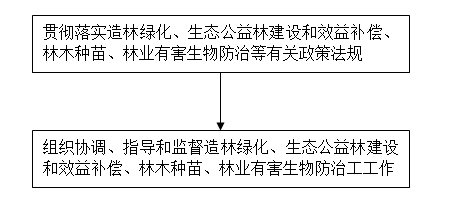 贯彻落实造林绿化、生态公益林建设和效益补偿、
林木种苗、林业有害生物防治等有关政策法规
组织协调、指导和监督造林绿化、生态公益林建设
和效益补偿、林木种苗、林业有害生物防治工工作